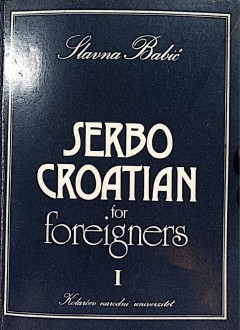 Slavna Babić
SERBO
CROATIAN
for
foreigners
I
Kolarčev narodni univerzitet